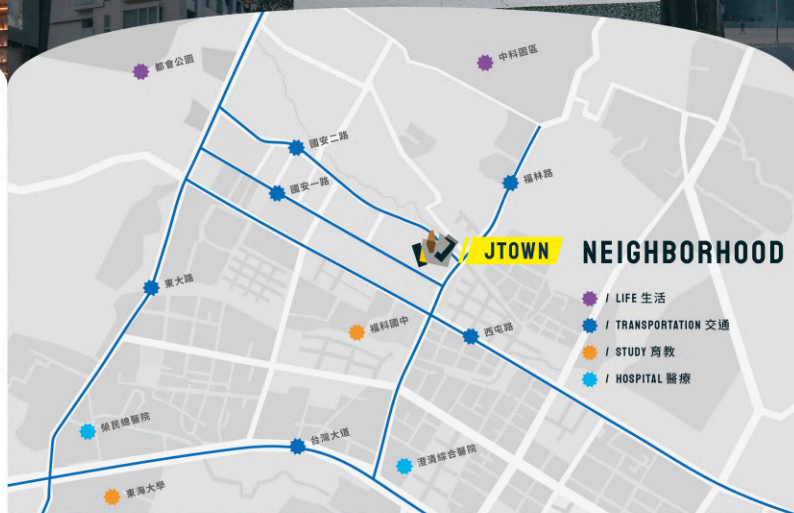 都會公園
中科園區
國安二路
國安一路
福林路
JTOWN
NEIGHBORHOOD
/ LIFE 生活
/ TRANSPORTATION 交通
/ STUDY 育教
/ HOSPITAL 醫療
東大路
福科國中
西屯路
榮民總醫院
台灣大道
澄清綜合醫院
東海大學